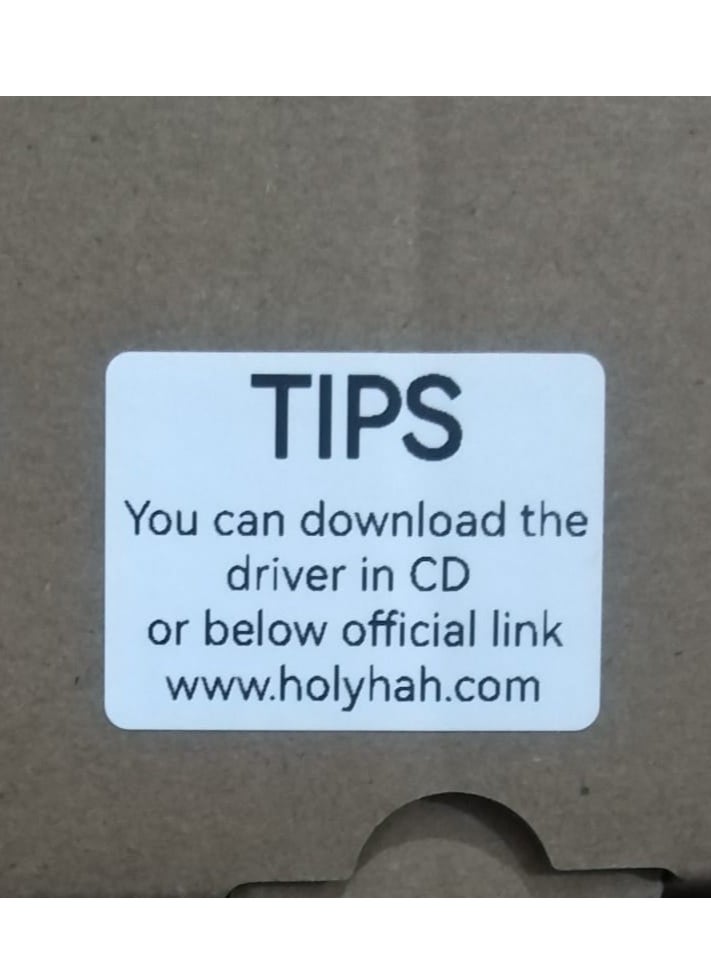 TIPS
You can download the
driver in CD
or below official link
www.holyhah.com